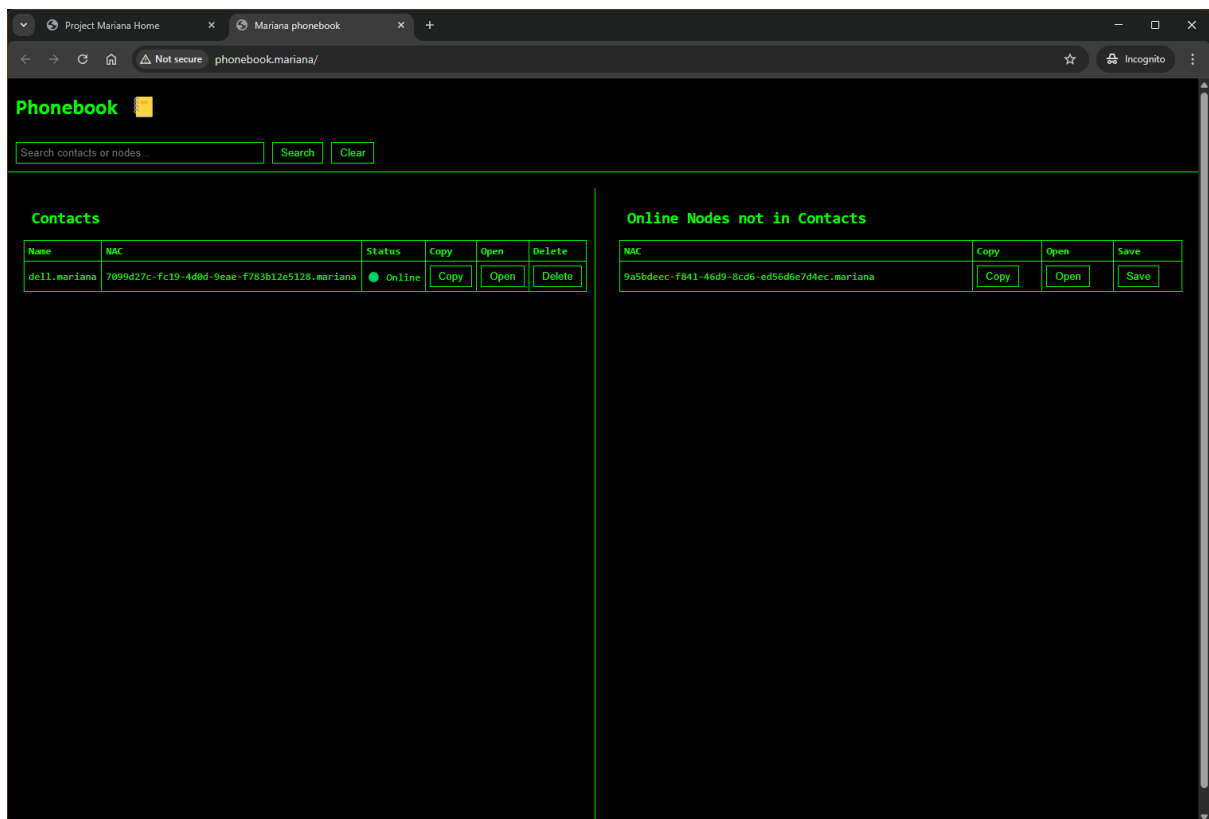 Project Mariana Home
Mariana phonebook
Not secure phonebook.mariana/
Incognito
Phonebook
Search contacts or nodes...
Search
Clear
Contacts
Name NAC Status Copy Open Delete
dell.mariana 7099d27c-fc19-4d0d-9eae-f783b12e5128.mariana Online Copy Open Delete
Online Nodes not in Contacts
NAC Copy Open Save
9a5bdeec-f841-46d9-8cd6-ed56d6e7d4ec.mariana Copy Open Save